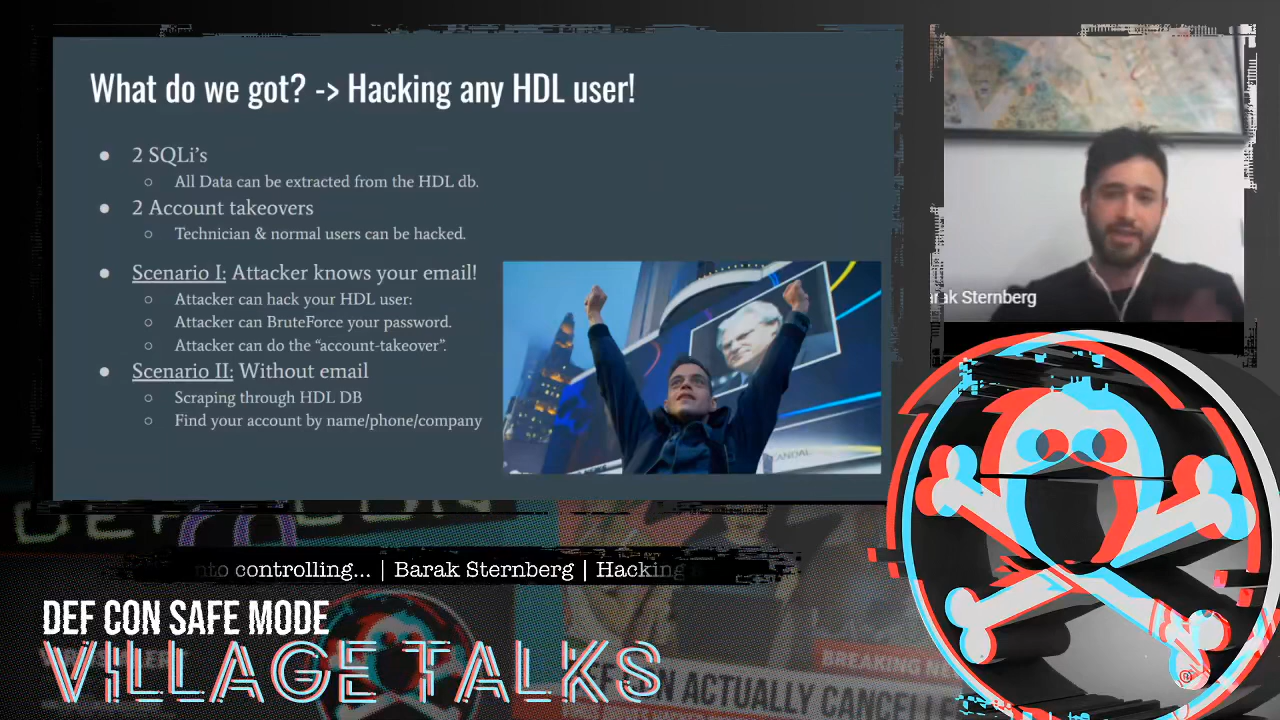 What do we got? -> Hacking any HDL user!
● 2 SQLi's
○ All Data can be extracted from the HDL db.
● 2 Account takeovers
○ Technician & normal users can be hacked.
● Scenario I: Attacker knows your email!
○ Attacker can hack your HDL user:
○ Attacker can BruteForce your password.
○ Attacker can do the “account-takeover”.
● Scenario II: Without email
○ Scraping through HDL DB
○ Find your account by name/phone/company
Sternberg
DEF CON
controlling... | Barak Sternberg | Hacking
DEF CON SAFE MODE
VILLAGE TALKS
BREAKING
ACTUALLY
®